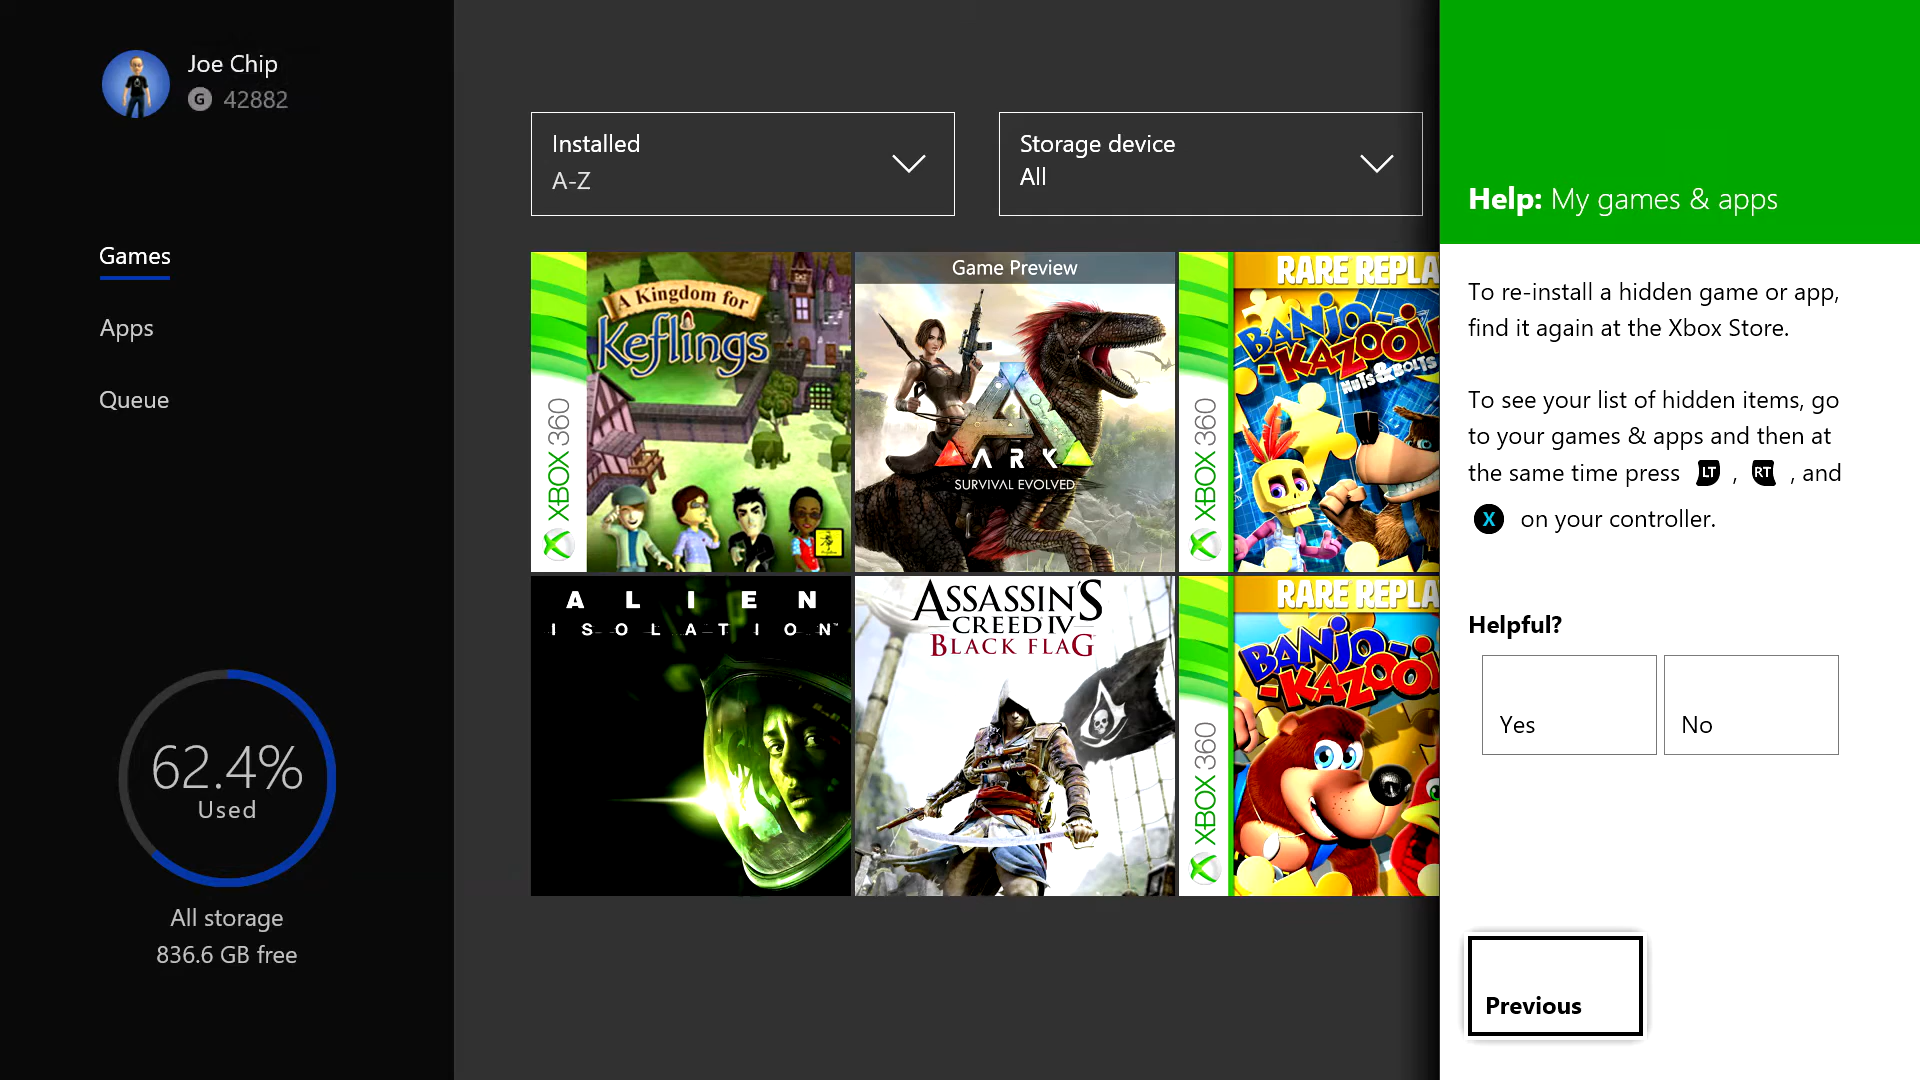 Joe Chip
G 42882
Games
Apps
Queue
62.4%
Used
All storage
836.6 GB free
Installed
A-Z
Storage device
All
XBOX 360
A Kingdom for
Keflings
Game Preview
ARK
SURVIVAL EVOLVED
XBOX 360
RARE REPLA
BANJO-
-KAZOOI
NUTS & BOLTS
ALIEN
ISOLATION™
ASSASSIN'S
CREED IV
BLACK FLAG
XBOX 360
RARE REPLA
BANJO-
-KAZOOI
Help: My games & apps
To re-install a hidden game or app,
find it again at the Xbox Store.
To see your list of hidden items, go
to your games & apps and then at
the same time press LT , RT , and
X on your controller.
Helpful?
Yes
No
Previous